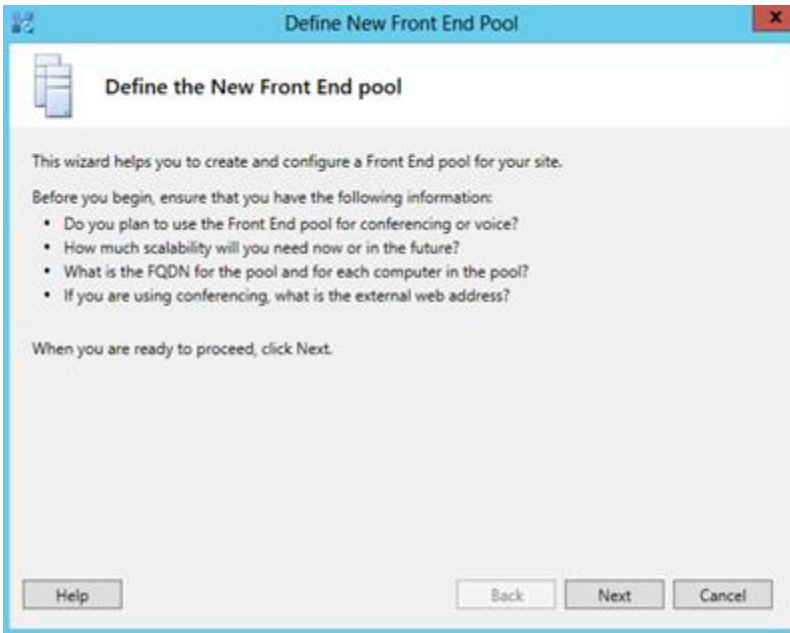 Define New Front End Pool
x
Define the New Front End pool
This wizard helps you to create and configure a Front End pool for your site.
Before you begin, ensure that you have the following information:
• Do you plan to use the Front End pool for conferencing or voice?
• How much scalability will you need now or in the future?
• What is the FQDN for the pool and for each computer in the pool?
• If you are using conferencing, what is the external web address?
When you are ready to proceed, click Next.
Help Back Next Cancel